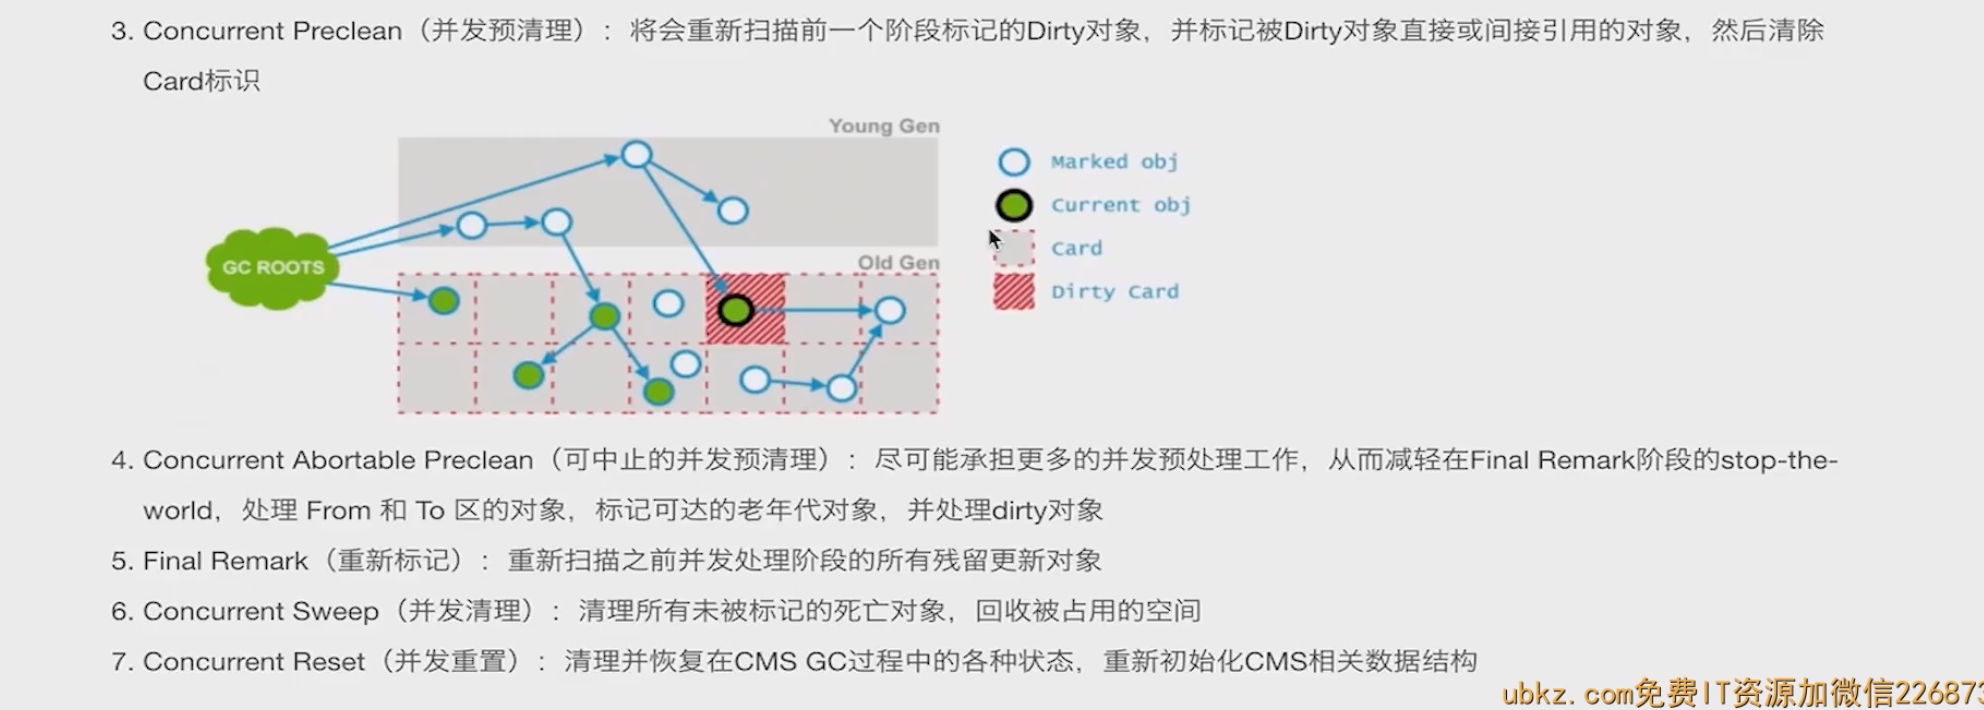 3. Concurrent Preclean（并发预清理）：将会重新扫描前一个阶段标记的Dirty对象，并标记被Dirty对象直接或间接引用的对象，然后清除
Card标识
Young Gen
Marked obj
Current obj
GC ROOTS
Card
Old Gen
Dirty Card
4. Concurrent Abortable Preclean（可中止的并发预清理）：尽可能承担更多的并发预处理工作，从而减轻在Final Remark阶段的stop-the-
world，处理 From 和 To 区的对象，标记可达的老年代对象，并处理dirty对象
5. Final Remark（重新标记）：重新扫描之前并发处理阶段的所有残留更新对象
6. Concurrent Sweep（并发清理）：清理所有未被标记的死亡对象，回收被占用的空间
7. Concurrent Reset（并发重置）：清理并恢复在CMS GC过程中的各种状态，重新初始化CMS相关数据结构
ubkz.com免费IT资源加微信226873